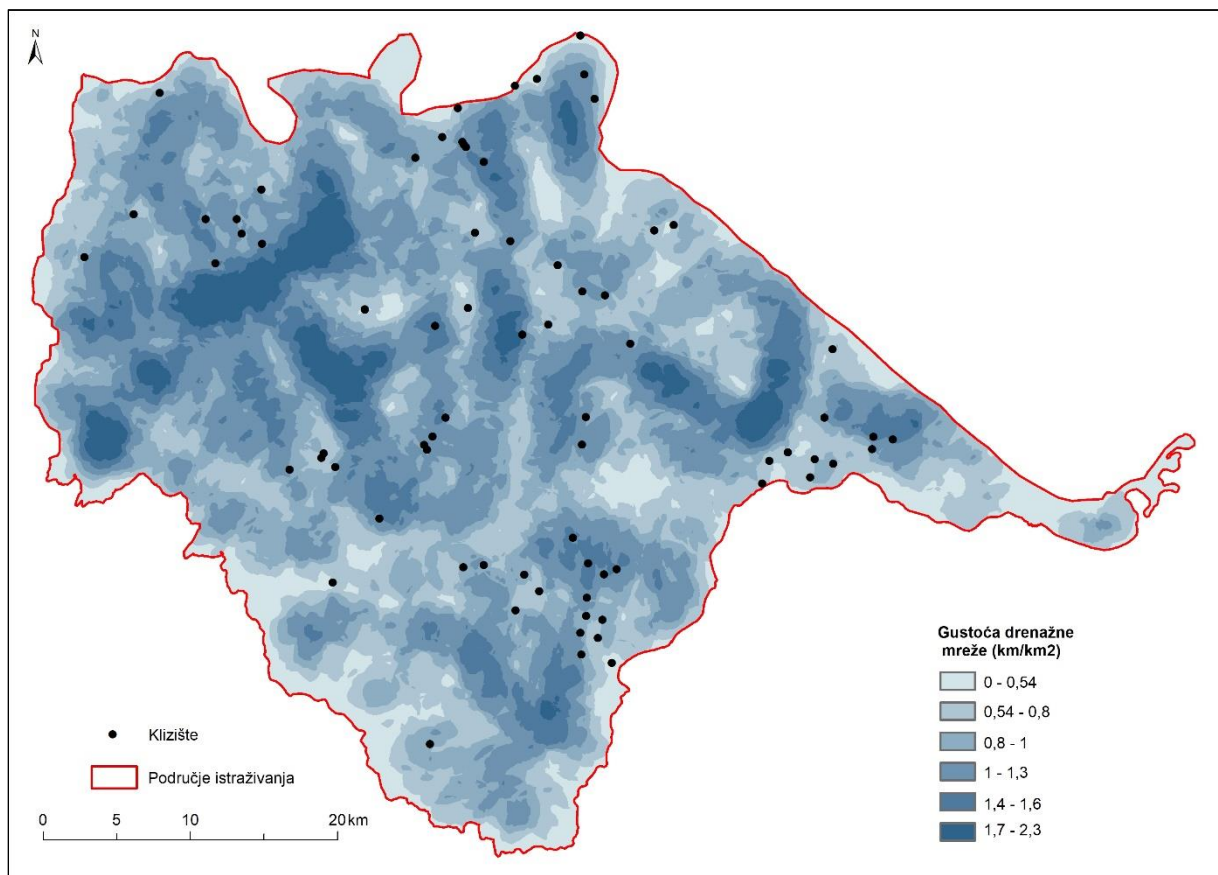 N
Gustoća drenažne
mreže (km/km2)
0 - 0,54
0,54 - 0,8
0,8 - 1
1 - 1,3
1,4 - 1,6
1,7 - 2,3
Klizište
Područje istraživanja
0 5 10 20 km